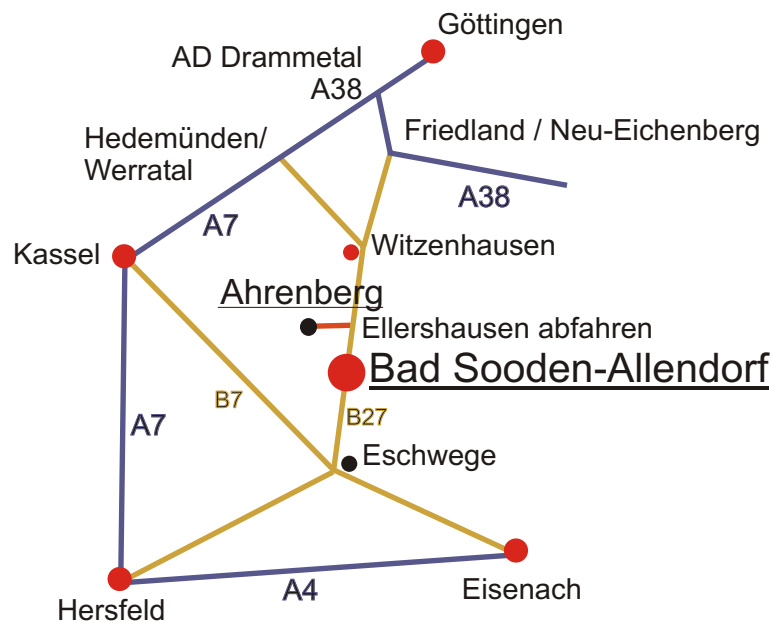 Göttingen
AD Drammetal
A38
Hedemünden/
Werratal
Friedland / Neu-Eichenberg
A38
A7
Kassel
Witzenhausen
Ahrenberg
Ellershausen abfahren
Bad Sooden-Allendorf
B7
A7
B27
Eschwege
A4
Eisenach
Hersfeld